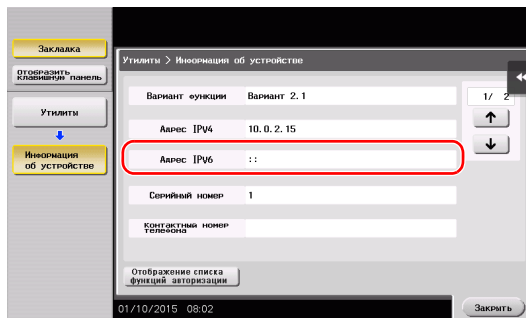 Закладка
Отобразить
клавишную панель
Утилиты
Информация
об устройстве
Утилиты > Информация об устройстве
Вариант функции Вариант 2.1
1/ 2
Адрес IPv4 10.0.2.15
Адрес IPv6 ::
Серийный номер 1
Контактный номер
телефона
Отображение списка
функций авторизации
01/10/2015 08:02
Закрыть